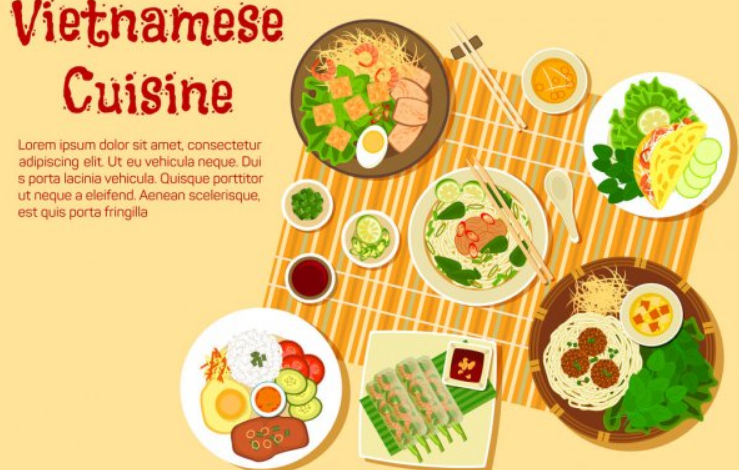 Vietnamese
Cuisine
Lorem ipsum dolor sit amet, consectetur
adipiscing elit. Ut eu vehicula neque. Dui
s porta lacinia vehicula. Quisque porttitor
ut neque a eleifend. Aenean scelerisque,
est quis porta fringilla